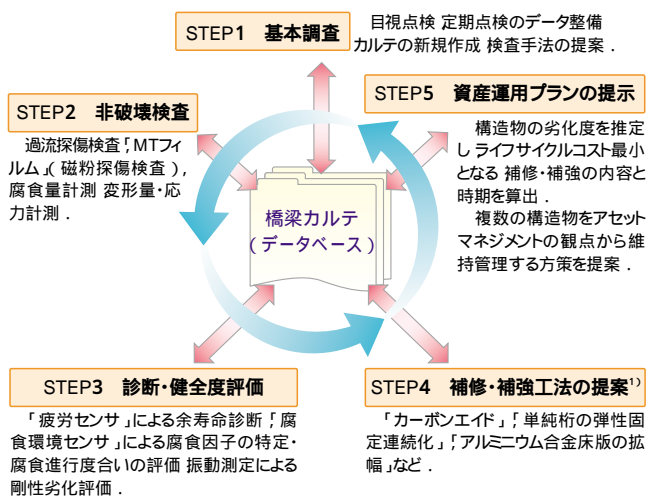 STEP1 基本調査
目視点検,定期点検のデータ整備
カルテの新規作成,検査手法の提案.
STEP2 非破壊検査
過流探傷検査,「MTフィ
ルム」(磁粉探傷検査),
腐食量計測,変形量・応
力計測.
橋梁カルテ
(データベース)
STEP5 資産運用プランの提示
構造物の劣化度を推定
し,ライフサイクルコスト最小
となる,補修・補強の内容と
時期を算出.
複数の構造物をアセット
マネジメントの観点から維
持管理する方策を提案.
STEP3 診断・健全度評価
「疲労センサ」による余寿命診断,「腐
食環境センサ」による腐食因子の特定・
腐食進行度合いの評価,振動測定による
剛性劣化評価.
STEP4 補修・補強工法の提案1)
「カーボンエイド」,「単純桁の弾性固
定連続化」,「アルミニウム合金床版の拡
幅」など.